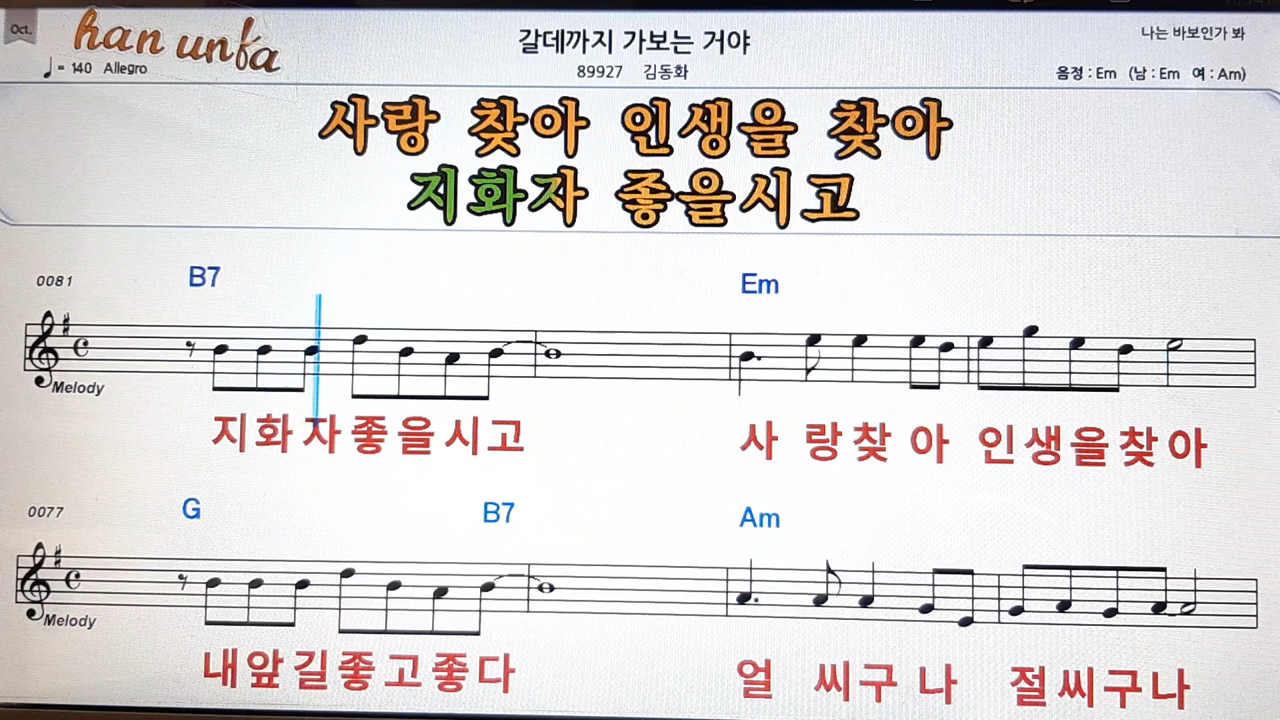 Oct.
han unfa
갈데까지 가보는 거야
나는 바보인가 봐
♩= 140 Allegro
89927 김동화
음정 : Em (남 : Em 여 : Am)
사랑 찾아 인생을 찾아
지화자 좋을시고
0081
B7 Em
Melody
지화자좋을시고 사랑찾아 인생을찾아
0077
G B7 Am
Melody
내앞길좋고좋다 얼씨구나 절씨구나